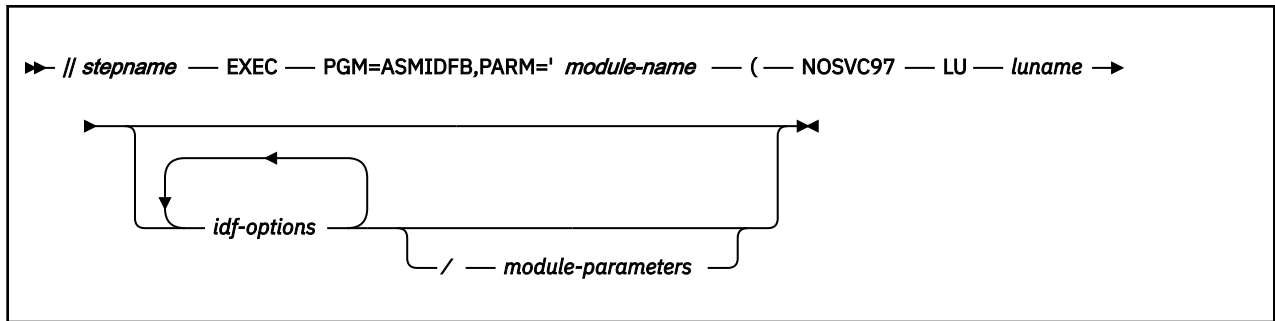 // stepname — EXEC — PGM=ASMIDFB,PARM=' module-name — ( — NOSVC97 — LU — luname
idf-options
/ — module-parameters